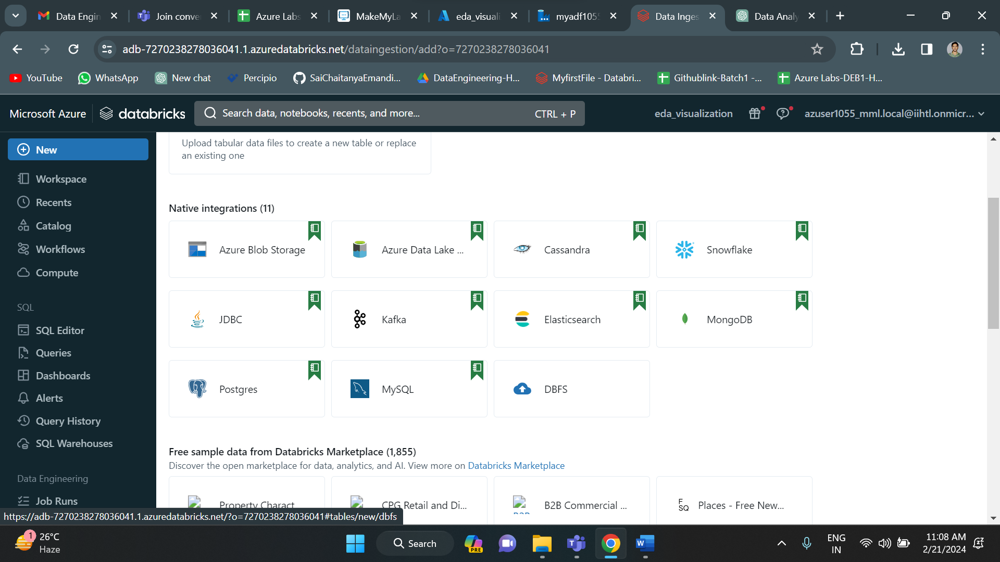 Data Engin
Join conve
Azure Labs
MakeMyLa
eda_visuali
myadf1055
Data Inges
Data Analy
adb-7270238278036041.1.azuredatabricks.net/dataingestion/add?o=7270238278036041
YouTube
WhatsApp
New chat
Percipio
SaiChaitanyaEmandi...
DataEngineering-H...
MyfirstFile - Databri...
Githublink-Batch1 -...
Azure Labs-DEB1-H...
Microsoft Azure
databricks
Search data, notebooks, recents, and more...
CTRL + P
eda_visualization
azuser1055_mml.local@iihtl.onmicr...
New
Workspace
Recents
Catalog
Workflows
Compute
SQL
SQL Editor
Queries
Dashboards
Alerts
Query History
SQL Warehouses
Data Engineering
Job Runs
Upload tabular data files to create a new table or replace
an existing one
Native integrations (11)
Azure Blob Storage
Azure Data Lake ...
Cassandra
Snowflake
JDBC
Kafka
Elasticsearch
MongoDB
Postgres
MySQL
DBFS
Free sample data from Databricks Marketplace (1,855)
Discover the open marketplace for data, analytics, and AI. View more on Databricks Marketplace
Property Charact
CPG Retail and Di...
B2B Commercial ...
F
SQ
Places - Free New...
https://adb-7270238278036041.1.azuredatabricks.net/?o=7270238278036041#tables/new/dbfs
1
26°C
Haze
Search
PRE
ENG
IN
11:08 AM
2/21/2024